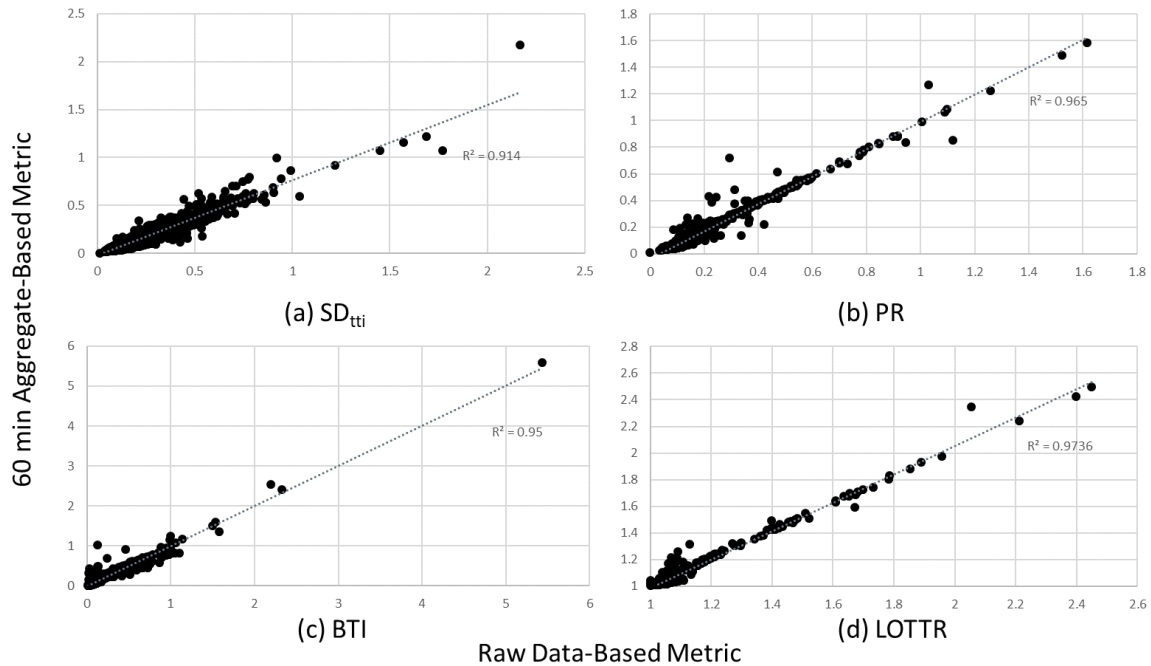 60 min Aggregate-Based Metric
2.5
2
1.5
1
0.5
0
0 0.5 1 1.5 2 2.5
R² = 0.914
(a) SDtti
1.8
1.6
1.4
1.2
1
0.8
0.6
0.4
0.2
0
0 0.2 0.4 0.6 0.8 1 1.2 1.4 1.6 1.8
R² = 0.965
(b) PR
6
5
4
3
2
1
0
0 1 2 3 4 5 6
R² = 0.95
(c) BTI
2.8
2.6
2.4
2.2
2
1.8
1.6
1.4
1.2
1
1 1.2 1.4 1.6 1.8 2 2.2 2.4 2.6
R² = 0.9736
(d) LOTTR
Raw Data-Based Metric